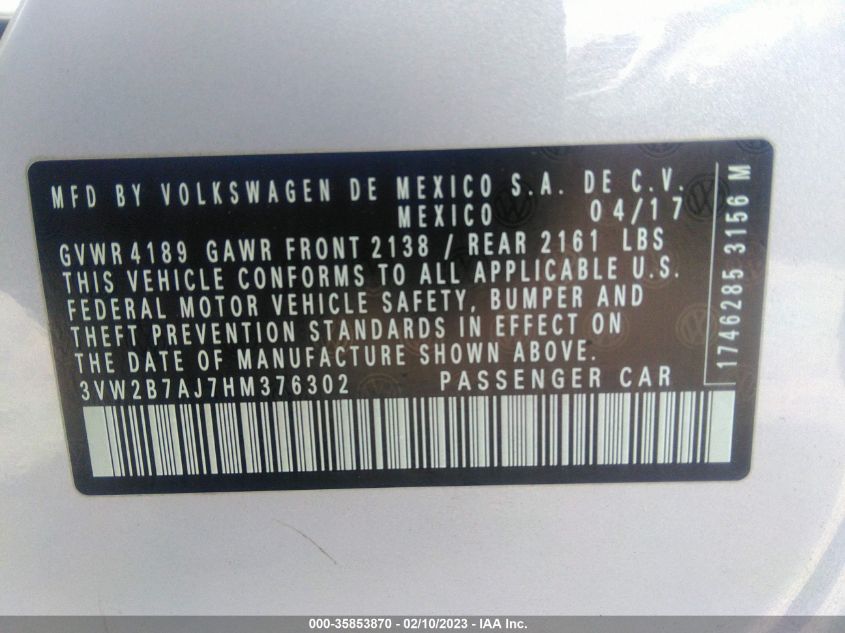 MFD BY VOLKSWAGEN DE MEXICO S.A. DE C.V.
MEXICO 04/17
GVWR 4189 GAWR FRONT 2138 / REAR 2161 LBS
THIS VEHICLE CONFORMS TO ALL APPLICABLE U.S.
FEDERAL MOTOR VEHICLE SAFETY, BUMPER AND
THEFT PREVENTION STANDARDS IN EFFECT ON
THE DATE OF MANUFACTURE SHOWN ABOVE.
3VW2B7AJ7HM376302 PASSENGER CAR
1746285 3156 M
000-35853870 - 02/10/2023 - IAA Inc.